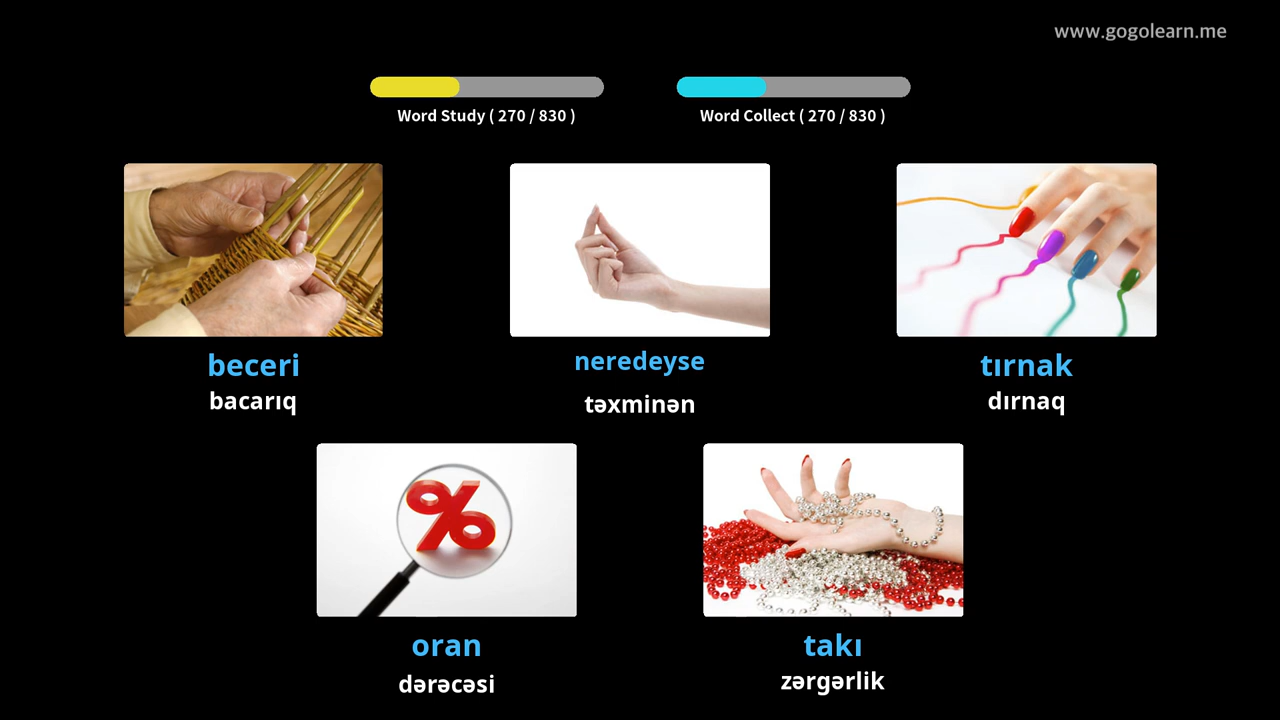 www.gogolearn.me
Word Study ( 270 / 830 )
Word Collect ( 270 / 830 )
beceri
bacarıq
neredeyse
təxminən
tırnak
dırnaq
%
oran
dərəcəsi
takı
zərgərlik